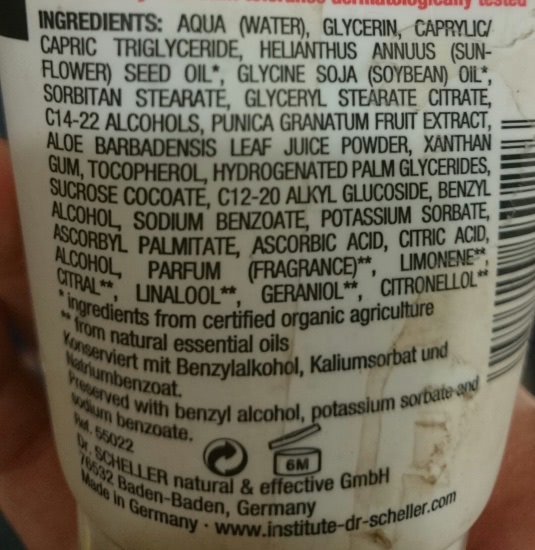 tolerance dermatologically tested
INGREDIENTS: AQUA (WATER), GLYCERIN, CAPRYLIC/
CAPRIC TRIGLYCERIDE, HELIANTHUS ANNUUS (SUN-
FLOWER) SEED OIL*, GLYCINE SOJA (SOYBEAN) OIL*,
SORBITAN STEARATE, GLYCERYL STEARATE CITRATE,
C14-22 ALCOHOLS, PUNICA GRANATUM FRUIT EXTRACT,
ALOE BARBADENSIS LEAF JUICE POWDER, XANTHAN
GUM, TOCOPHEROL, HYDROGENATED PALM GLYCERIDES,
SUCROSE COCOATE, C12-20 ALKYL GLUCOSIDE, BENZYL
ALCOHOL, SODIUM BENZOATE, POTASSIUM SORBATE,
ASCORBYL PALMITATE, ASCORBIC ACID, CITRIC ACID,
ALCOHOL, PARFUM (FRAGRANCE)**, LIMONENE**,
CITRAL**, LINALOOL**, GERANIOL**, CITRONELLOL**
* ingredients from certified organic agriculture
** from natural essential oils
Konserviert mit Benzylalkohol, Kaliumsorbat und
Natriumbenzoat.
Preserved with benzyl alcohol, potassium sorbate and
sodium benzoate.
Ref. 55022
6M
Dr. SCHELLER natural & effective GmbH
76532 Baden-Baden, Germany
Made in Germany · www.institute-dr-scheller.com